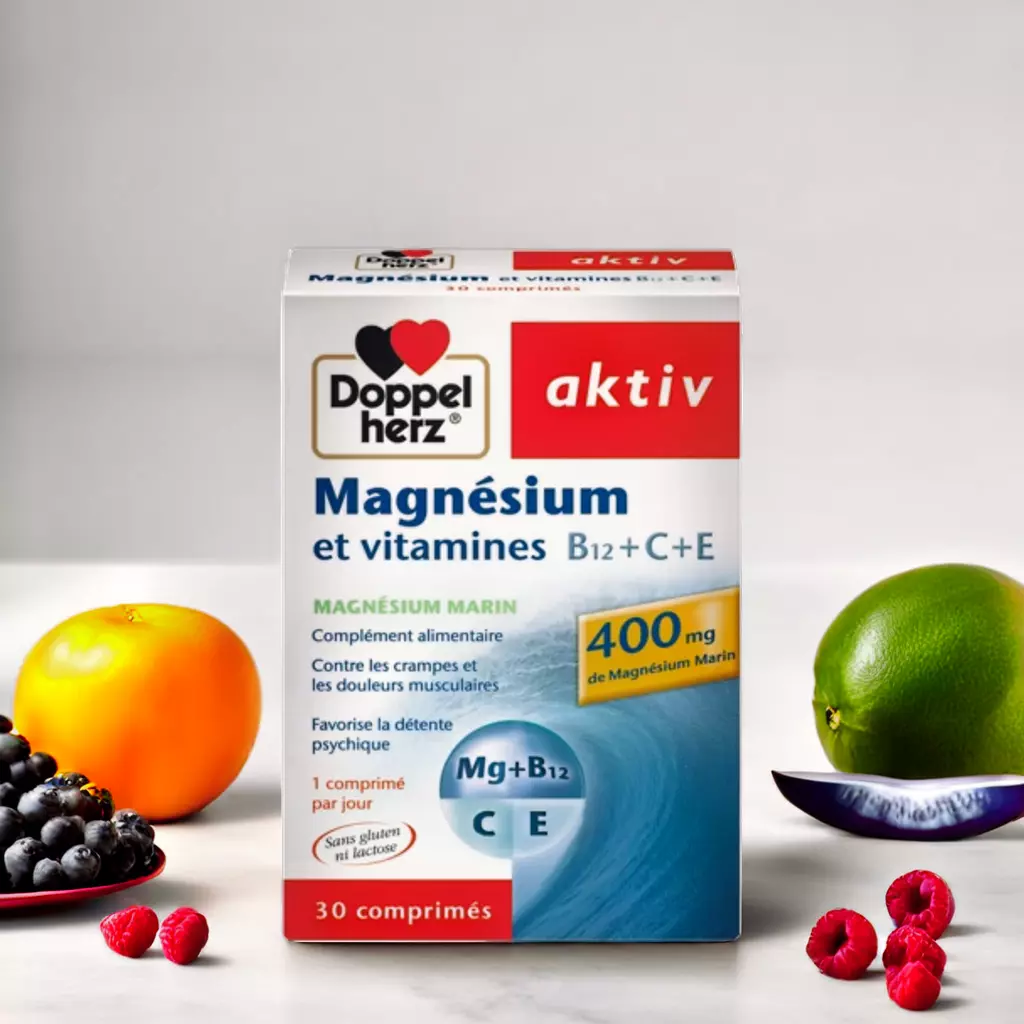 Doppel
herz
aktiv
Magnésium et vitamines B12+C+E
30 comprimés
Doppel
herz®
aktiv
Magnésium
et vitamines B12+C+E
MAGNÉSIUM MARIN
Complément alimentaire
Contre les crampes et
les douleurs musculaires
400 mg
de Magnésium Marin
Favorise la détente
psychique
1 comprimé
par jour
Mg+B12
C E
Sans gluten
ni lactose
30 comprimés